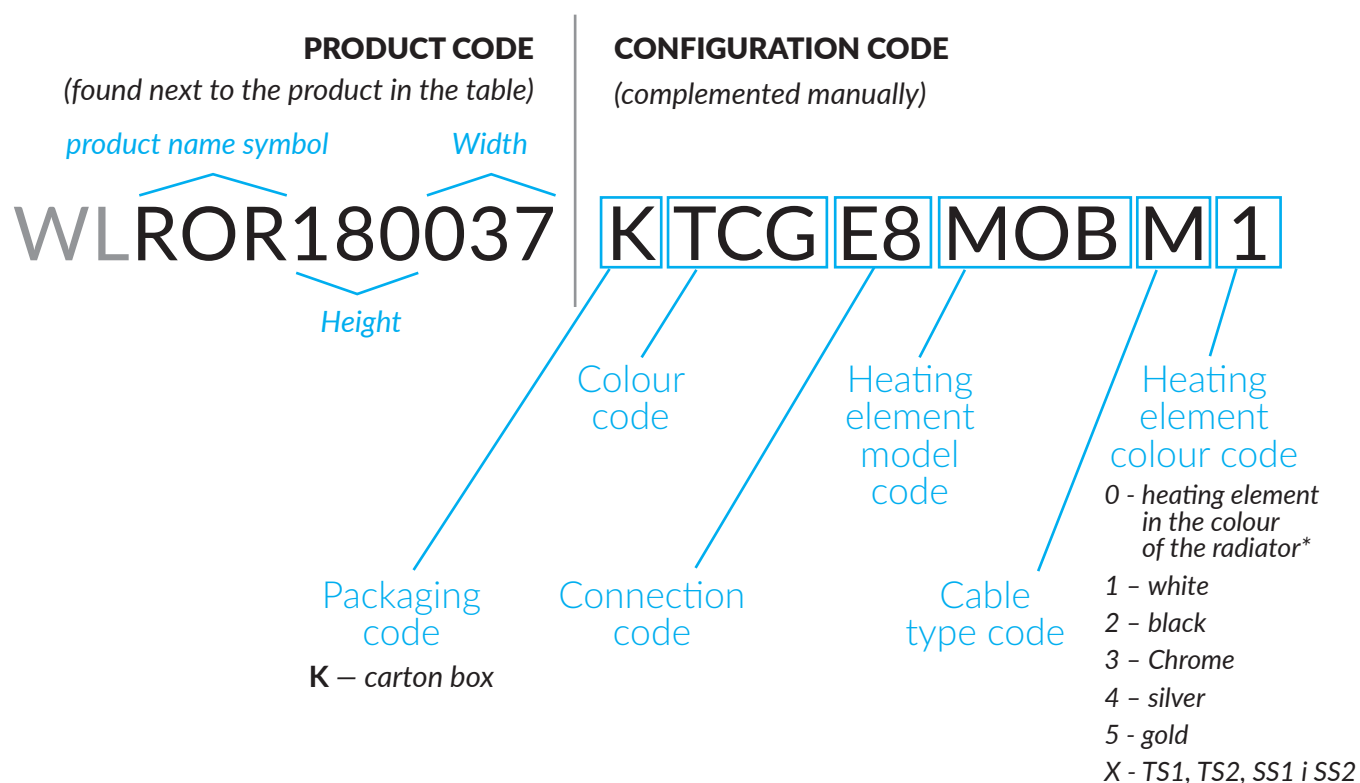 PRODUCT CODE
(found next to the product in the table)
product name symbol
Width
WLROR180037
Height
CONFIGURATION CODE
(complemented manually)
K TCG E8 MOB M 1
Colour
code
Heating
element
model
code
Heating
element
colour code
0 - heating element
in the colour
of the radiator*
1 – white
2 – black
3 – Chrome
4 – silver
5 - gold
X - TS1, TS2, SS1 i SS2
Packaging
code
K — carton box
Connection
code
Cable
type code